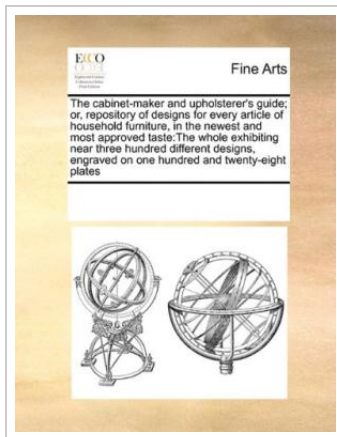 ECCO
Fine Arts
The cabinet-maker and upholsterer's guide;
or, repository of designs for every article of
household furniture, in the newest and
most approved taste:The whole exhibiting
near three hundred different designs,
engraved on one hundred and twenty-eight
plates